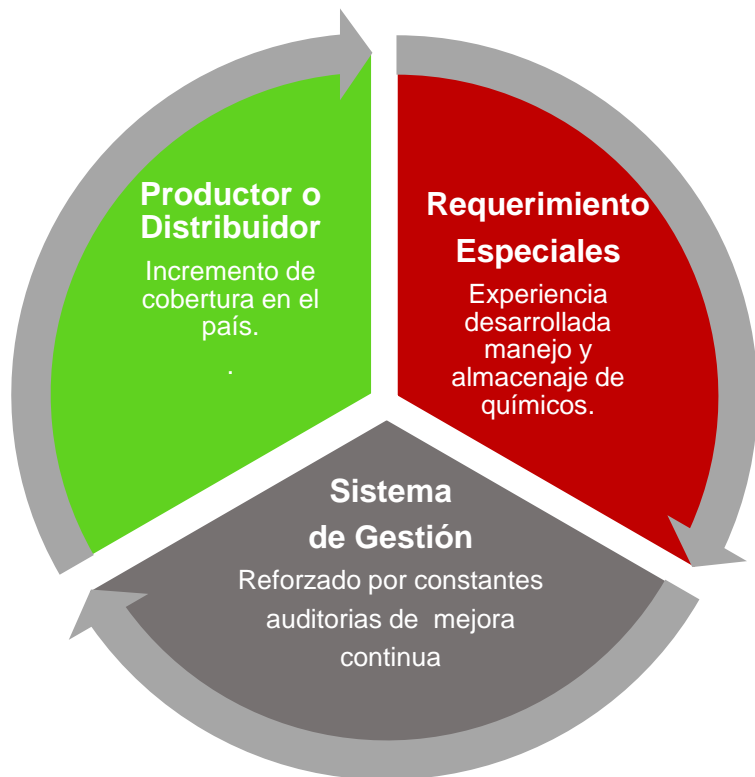 Productor o
Distribuidor
Incremento de
cobertura en el
país.
.
Requerimiento
Especiales
Experiencia
desarrollada
manejo y
almacenaje de
químicos.
Sistema
de Gestión
Reforzado por constantes
auditorias de  mejora
continua